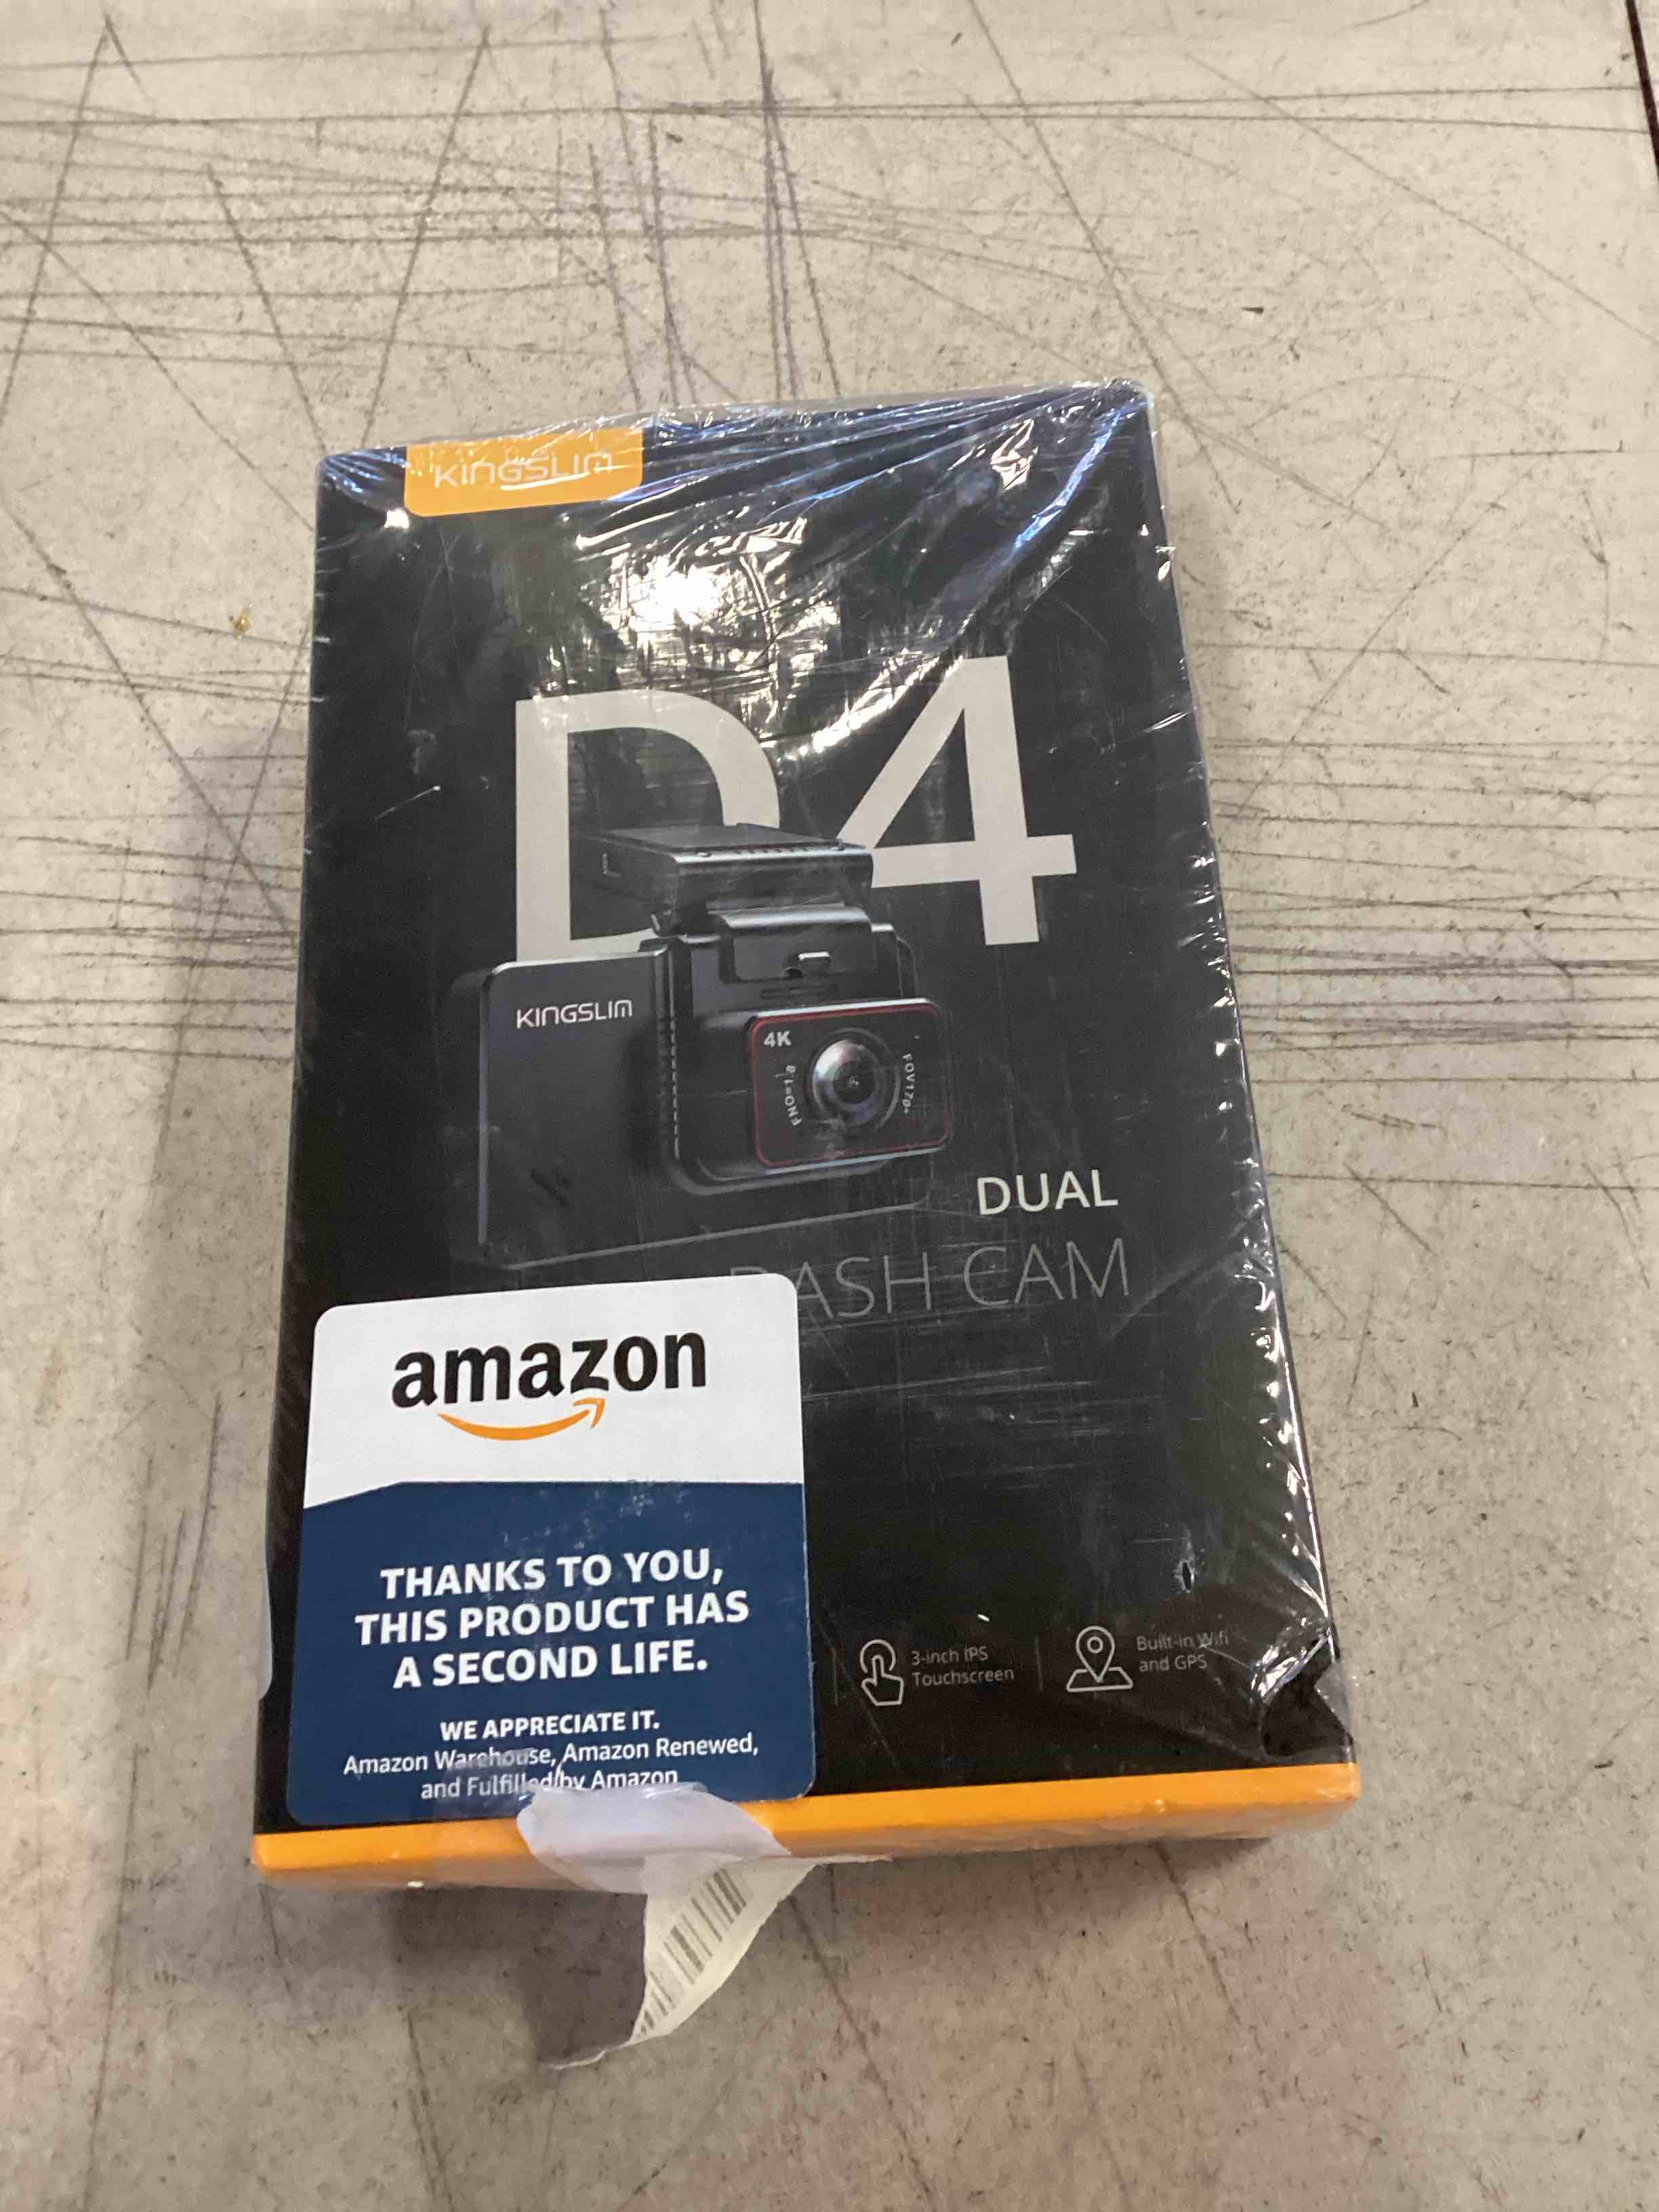 KINGSLIM
D4
KINGSLIM
4K
FNO=1.8
FOV170°
DUAL
DASH CAM
amazon
THANKS TO YOU,
THIS PRODUCT HAS
A SECOND LIFE.
WE APPRECIATE IT.
Amazon Warehouse, Amazon Renewed,
and Fulfilled by Amazon
3-inch IPS
Touchscreen
Built-in Wifi
and GPS